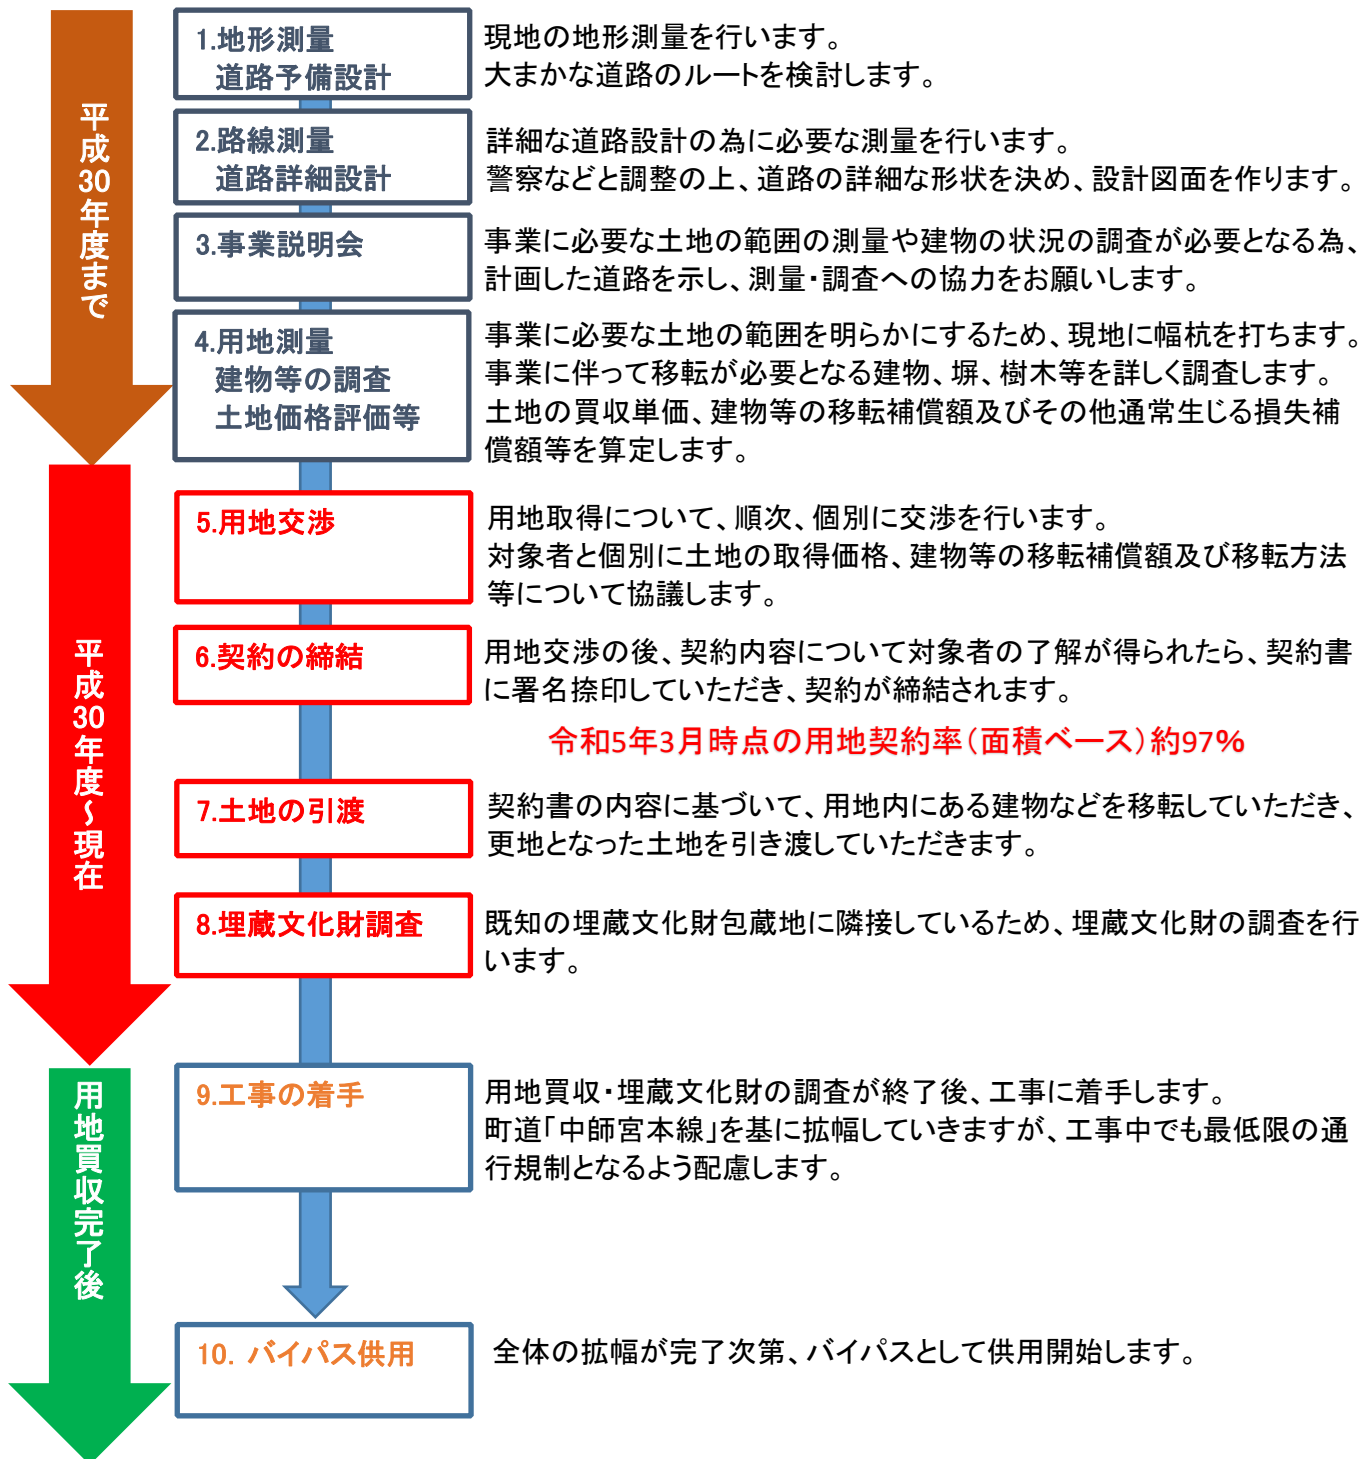 平成30年度まで
1.地形測量
道路予備設計
現地の地形測量を行います。
大まかな道路のルートを検討します。
2.路線測量
道路詳細設計
詳細な道路設計の為に必要な測量を行います。
警察などと調整の上、道路の詳細な形状を決め、設計図面を作ります。
3.事業説明会
事業に必要な土地の範囲の測量や建物の状況の調査が必要となる為、
計画した道路を示し、測量・調査への協力をお願いします。
4.用地測量
建物等の調査
土地価格評価等
事業に必要な土地の範囲を明らかにするため、現地に幅杭を打ちます。
事業に伴って移転が必要となる建物、塀、樹木等を詳しく調査します。
土地の買収単価、建物等の移転補償額及びその他通常生じる損失補
償額等を算定します。
平成30年度～現在
5.用地交渉
用地取得について、順次、個別に交渉を行います。
対象者と個別に土地の取得価格、建物等の移転補償額及び移転方法
等について協議します。
6.契約の締結
用地交渉の後、契約内容について対象者の了解が得られたら、契約書
に署名捺印していただき、契約が締結されます。
令和5年3月時点の用地契約率（面積ベース）約97%
7.土地の引渡
契約書の内容に基づいて、用地内にある建物などを移転していただき、
更地となった土地を引き渡していただきます。
8.埋蔵文化財調査
既知の埋蔵文化財包蔵地に隣接しているため、埋蔵文化財の調査を行
います。
用地買収完了後
9.工事の着手
用地買収・埋蔵文化財の調査が終了後、工事に着手します。
町道「中師宮本線」を基に拡幅していきますが、工事中でも最低限の通
行規制となるよう配慮します。
10．バイパス供用
全体の拡幅が完了次第、バイパスとして供用開始します。